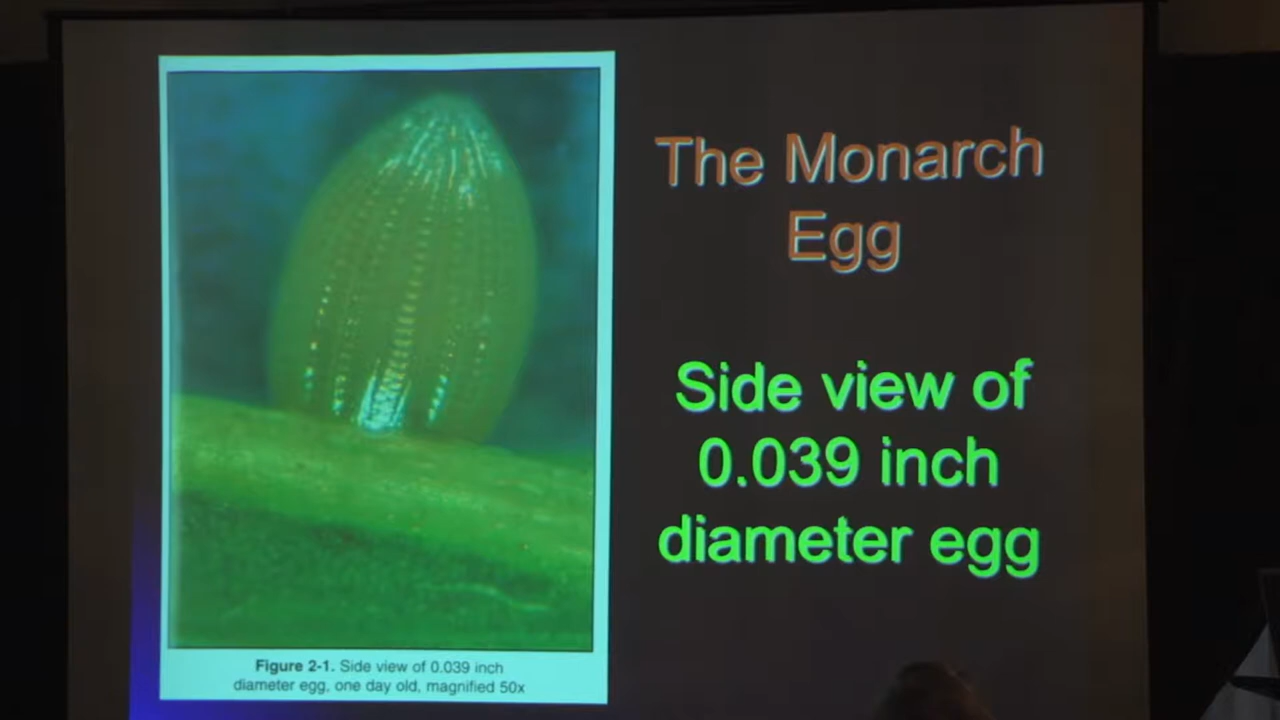 The Monarch
Egg
Side view of
0.039 inch
diameter egg
Figure 2-1. Side view of 0.039 inch
diameter egg, one day old, magnified 50x